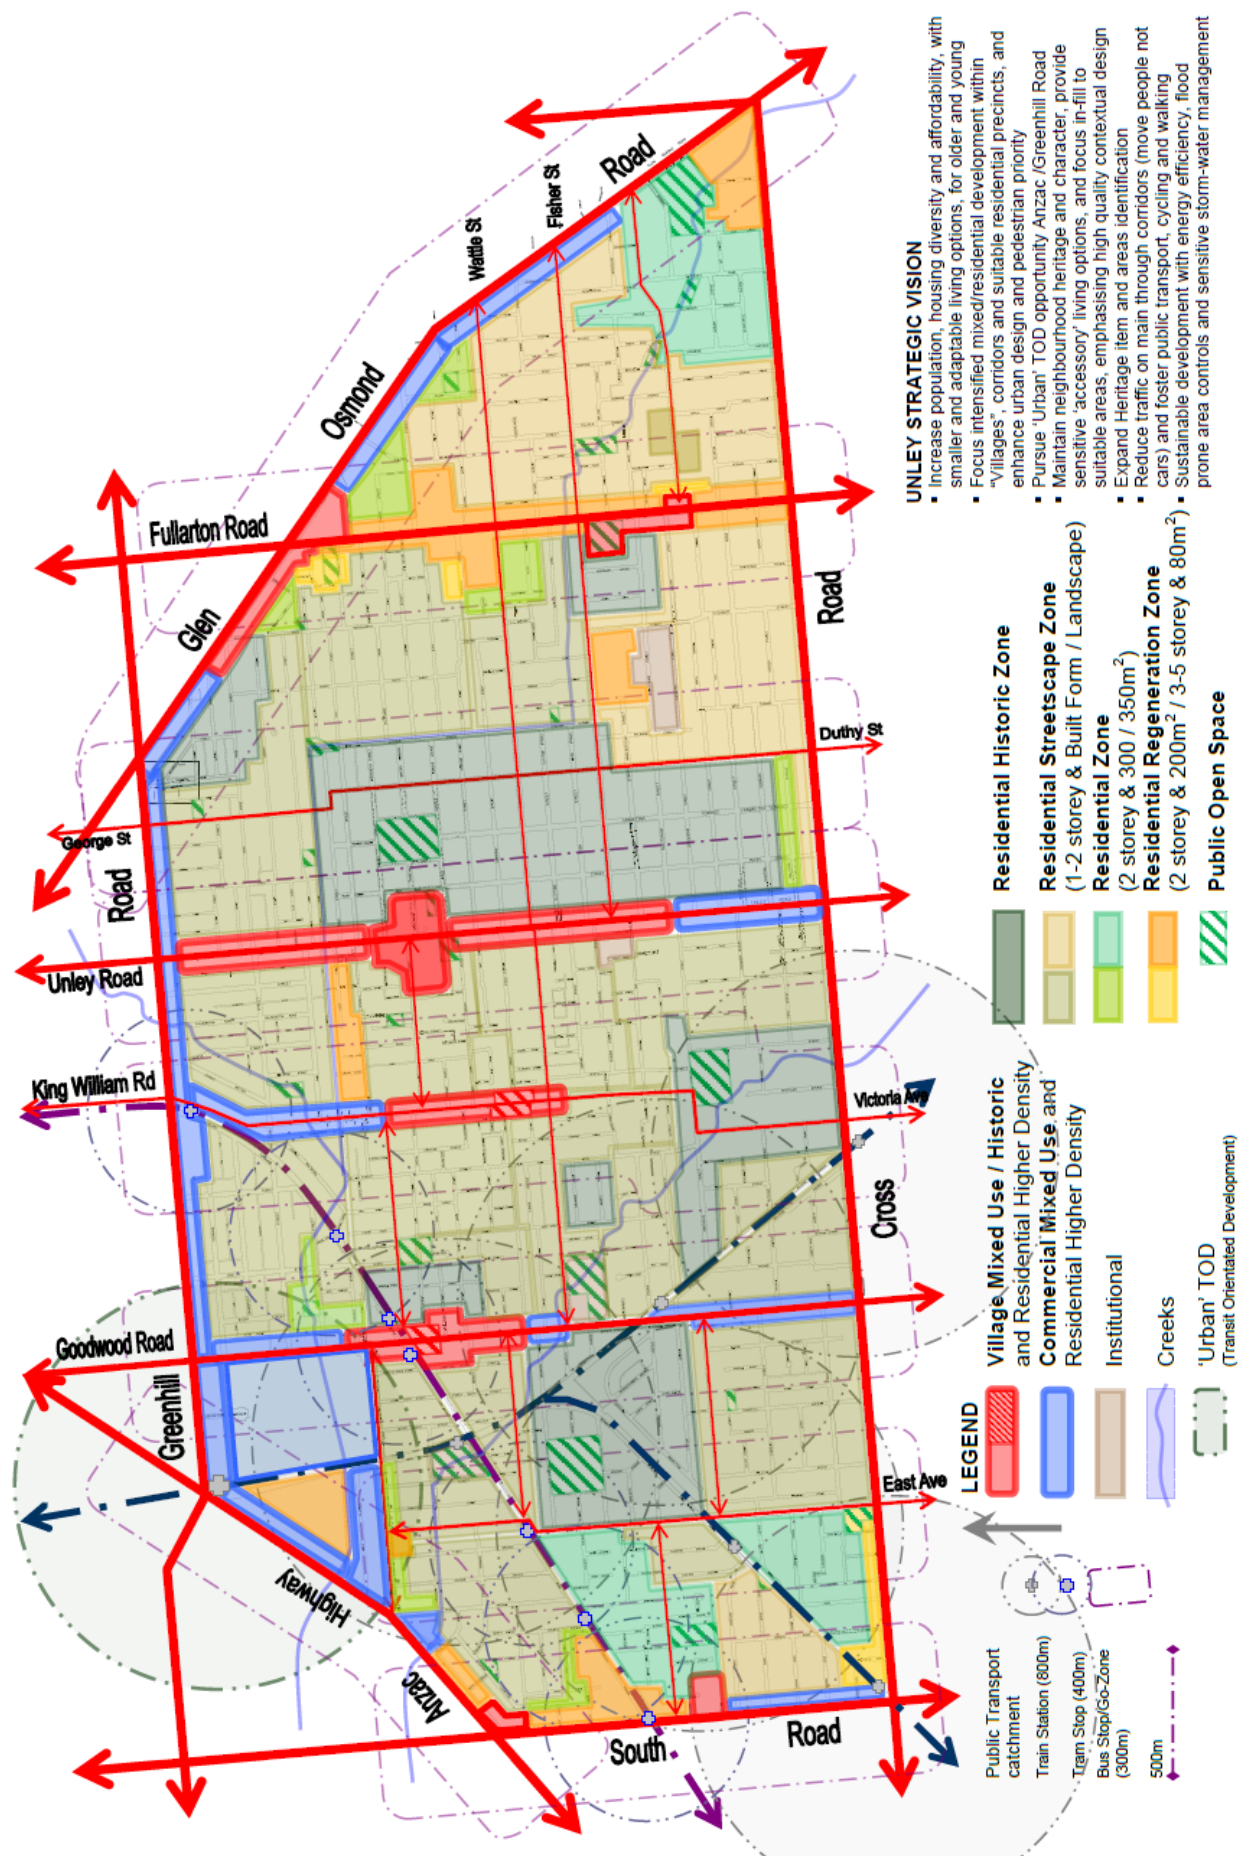 Fullarton Road
Glen
Osmond
Road
Wattle St
Fisher St
Road
George St
Unley Road
King William Rd
Goodwood Road
Greenhill
Highway
Anzac
South
Road
East Ave
Cross
Victoria Ave
Duthy St
Road
UNLEY STRATEGIC VISION
▪ Increase population, housing diversity and affordability, with
smaller and adaptable living options, for older and young
▪ Focus intensified mixed/residential development within
"Villages", corridors and suitable residential precincts, and
enhance urban design and pedestrian priority
▪ Pursue 'Urban' TOD opportunity Anzac /Greenhill Road
▪ Maintain neighbourhood heritage and character, provide
sensitive 'accessory' living options, and focus in-fill to
suitable areas, emphasising high quality contextual design
▪ Expand Heritage item and areas identification
▪ Reduce traffic on main through corridors (move people not
cars) and foster public transport, cycling and walking
▪ Sustainable development with energy efficiency, flood
prone area controls and sensitive storm-water management
LEGEND
Village Mixed Use / Historic
and Residential Higher Density
Commercial Mixed Use and
Residential Higher Density
Institutional
Creeks
'Urban' TOD
(Transit Orientated Development)
Residential Historic Zone
Residential Streetscape Zone
(1-2 storey & Built Form / Landscape)
Residential Zone
(2 storey & 300 / 350m²)
Residential Regeneration Zone
(2 storey & 200m² / 3-5 storey & 80m²)
Public Open Space
Public Transport
catchment
Train Station (800m)
Tram Stop (400m)
Bus Stop/Go Zone
(300m)
500m